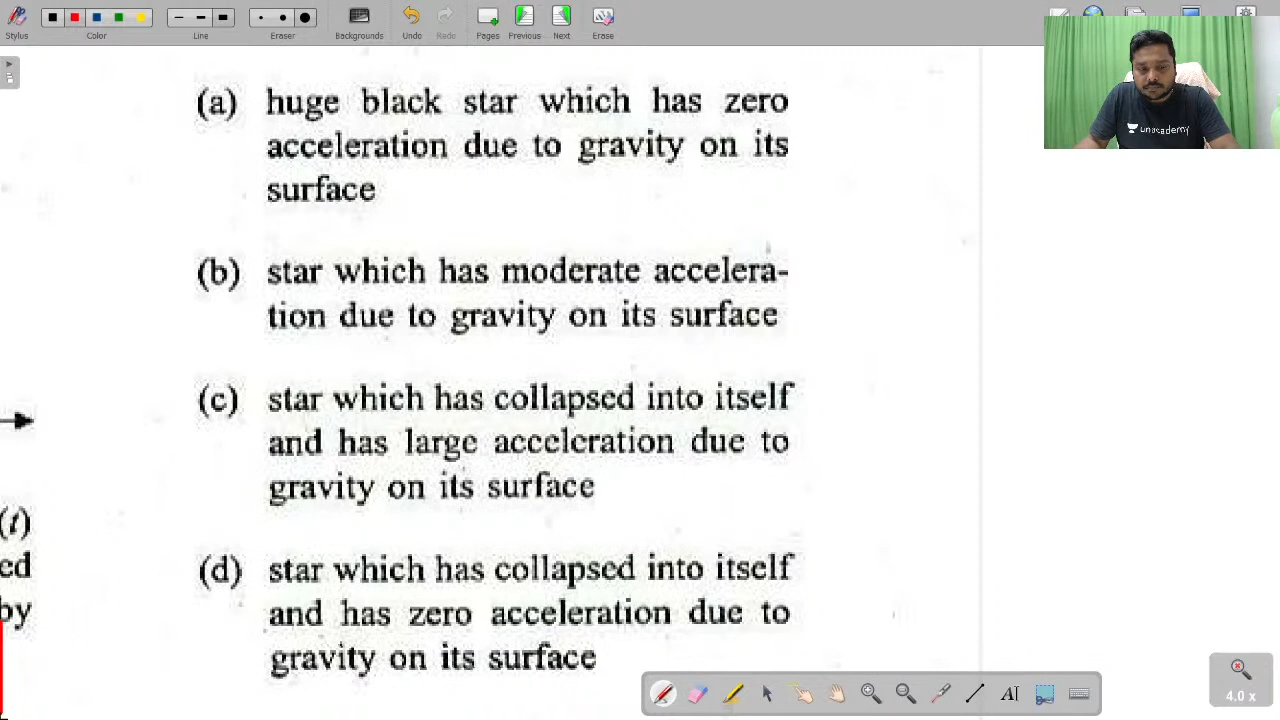 Stylus
Color
Line
Eraser
Backgrounds
Undo
Redo
Pages
Previous
Next
Erase
unacademy
(a) huge black star which has zero
acceleration due to gravity on its
surface
(b) star which has moderate accelera-
tion due to gravity on its surface
(c) star which has collapsed into itself
and has large acceleration due to
gravity on its surface
(t)
ed
by
(d) star which has collapsed into itself
and has zero acceleration due to
gravity on its surface
AI
4.0 x